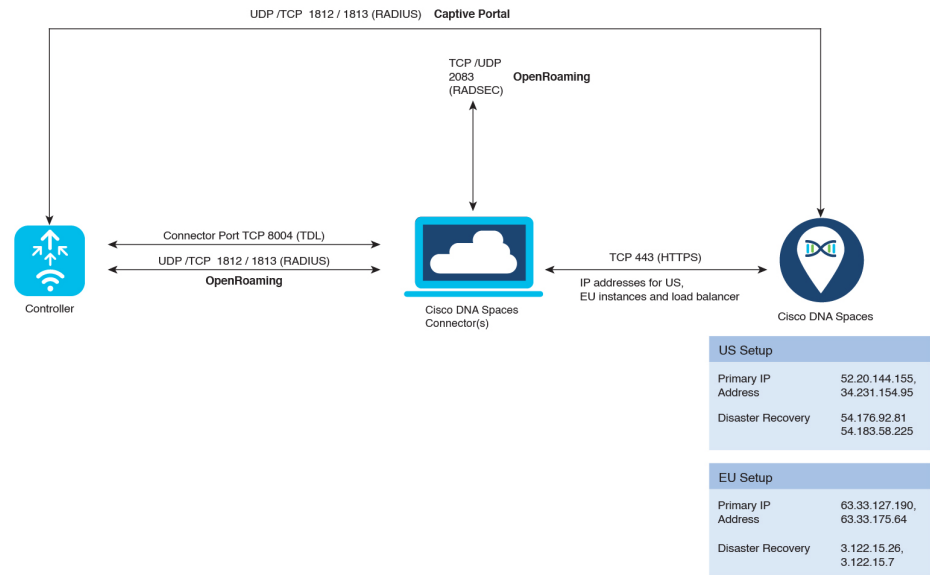 UDP /TCP 1812 / 1813 (RADIUS) Captive Portal
TCP /UDP
2083
(RADSEC)
OpenRoaming
Connector Port TCP 8004 (TDL)
UDP /TCP 1812 / 1813 (RADIUS)
OpenRoaming
TCP 443 (HTTPS)
IP addresses for US,
EU instances and load balancer
Controller
Cisco DNA Spaces
Connector(s)
Cisco DNA Spaces
US Setup
Primary IP
Address
52.20.144.155,
34.231.154.95
Disaster Recovery
54.176.92.81
54.183.58.225
EU Setup
Primary IP
Address
63.33.127.190,
63.33.175.64
Disaster Recovery
3.122.15.26,
3.122.15.7